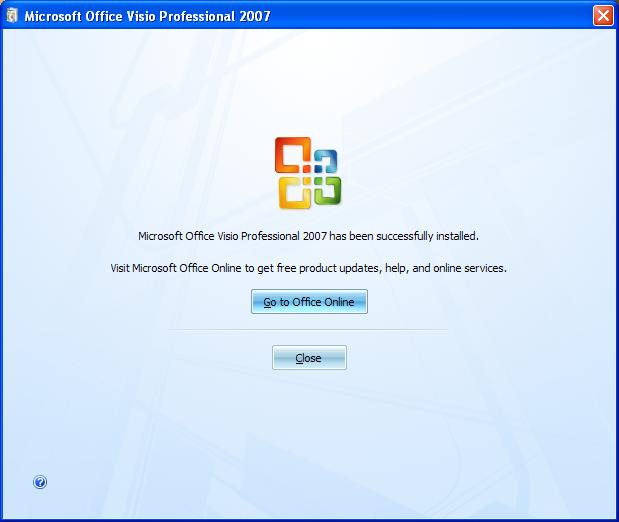 Microsoft Office Visio Professional 2007
Microsoft Office Visio Professional 2007 has been successfully installed.
Visit Microsoft Office Online to get free product updates, help, and online services.
Go to Office Online
Close
?